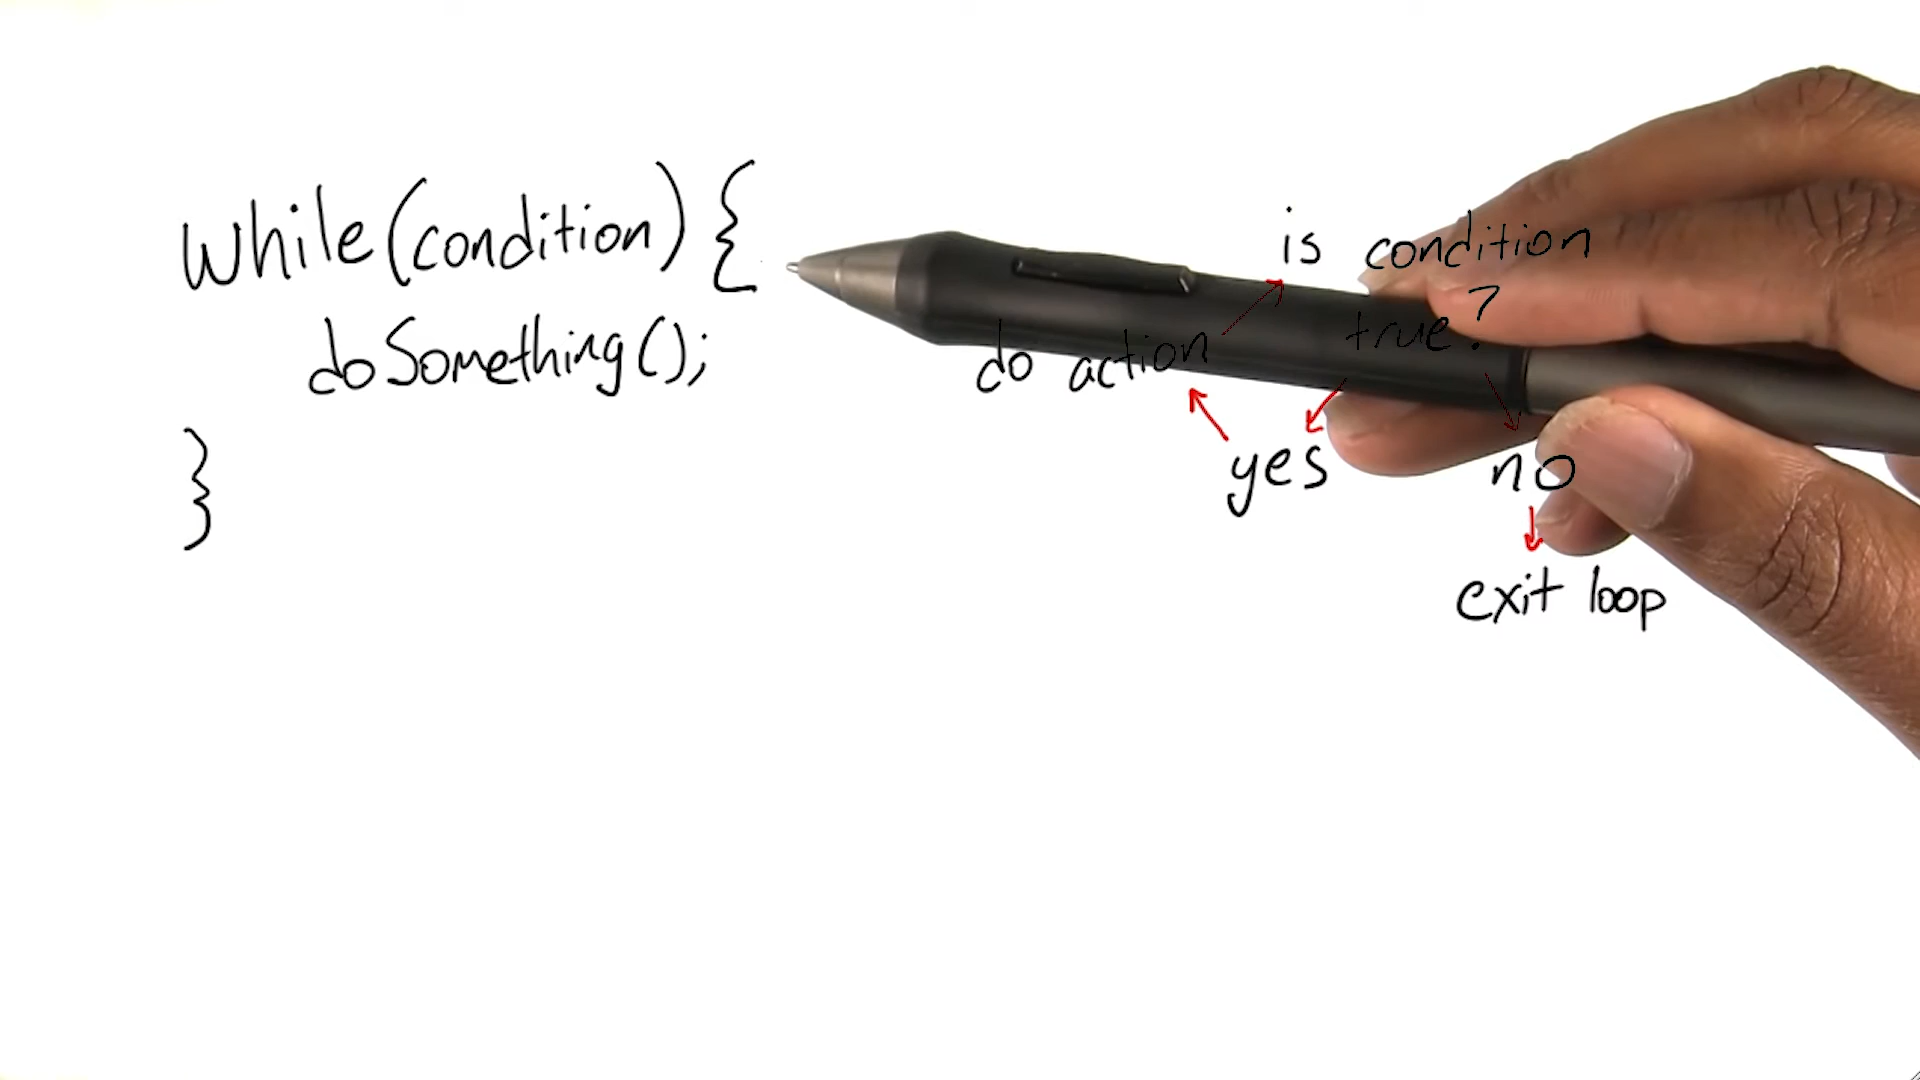 while(condition) {
doSomething();
}
is condition
true?
do action
yes
no
exit loop